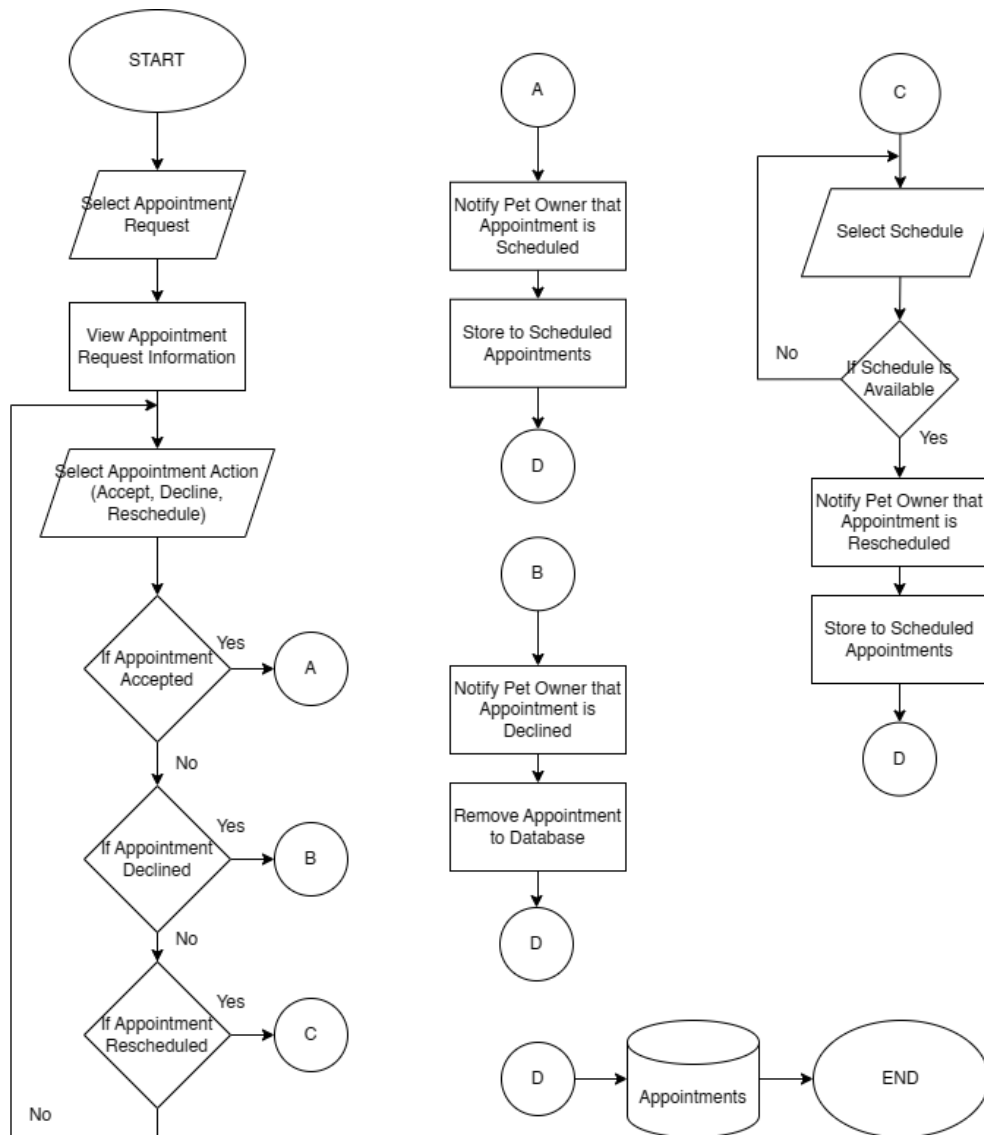 START
Select Appointment
Request
View Appointment
Request Information
Select Appointment Action
(Accept, Decline,
Reschedule)
If Appointment
Accepted
Yes
A
No
If Appointment
Declined
Yes
B
No
If Appointment
Rescheduled
Yes
C
No
A
Notify Pet Owner that
Appointment is
Scheduled
Store to Scheduled
Appointments
D
B
Notify Pet Owner that
Appointment is
Declined
Remove Appointment
to Database
D
C
Select Schedule
If Schedule is
Available
No
Yes
Notify Pet Owner that
Appointment is
Rescheduled
Store to Scheduled
Appointments
D
D
Appointments
END